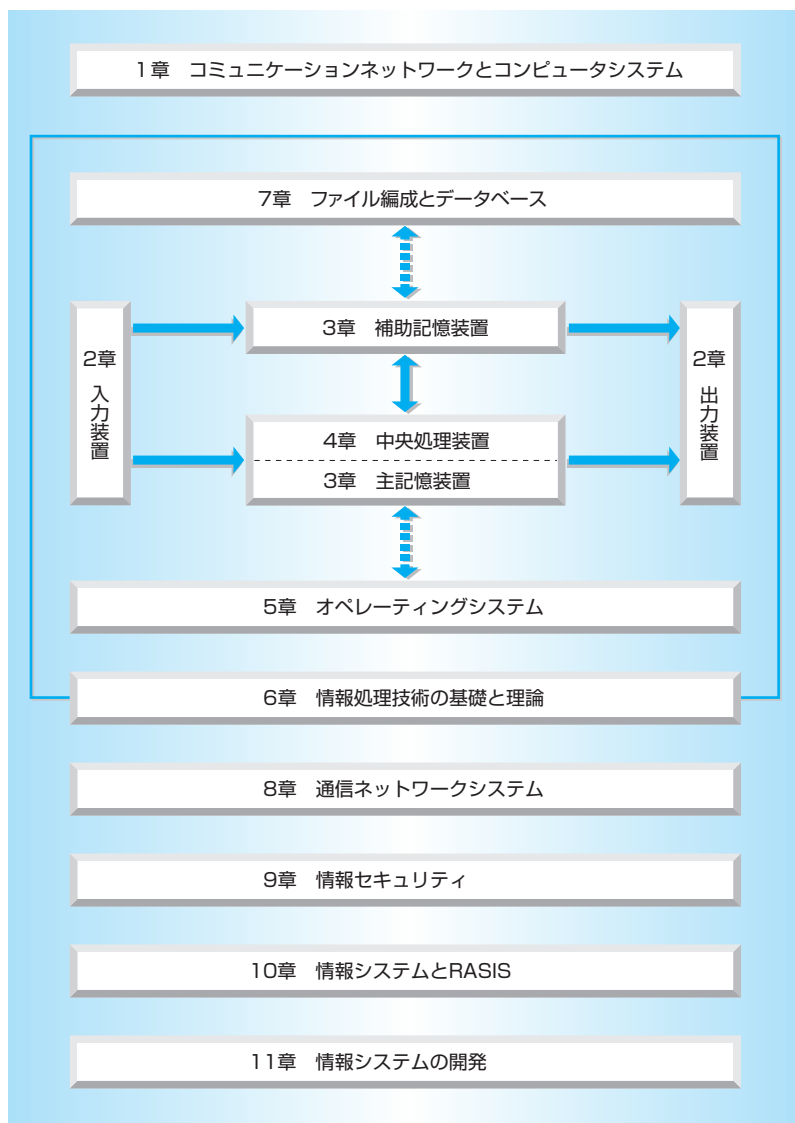 1章　コミュニケーションネットワークとコンピュータシステム
7章　ファイル編成とデータベース
2章
入力装置
3章　補助記憶装置
4章　中央処理装置
3章　主記憶装置
2章
出力装置
5章　オペレーティングシステム
6章　情報処理技術の基礎と理論
8章　通信ネットワークシステム
9章　情報セキュリティ
10章　情報システムとRASIS
11章　情報システムの開発